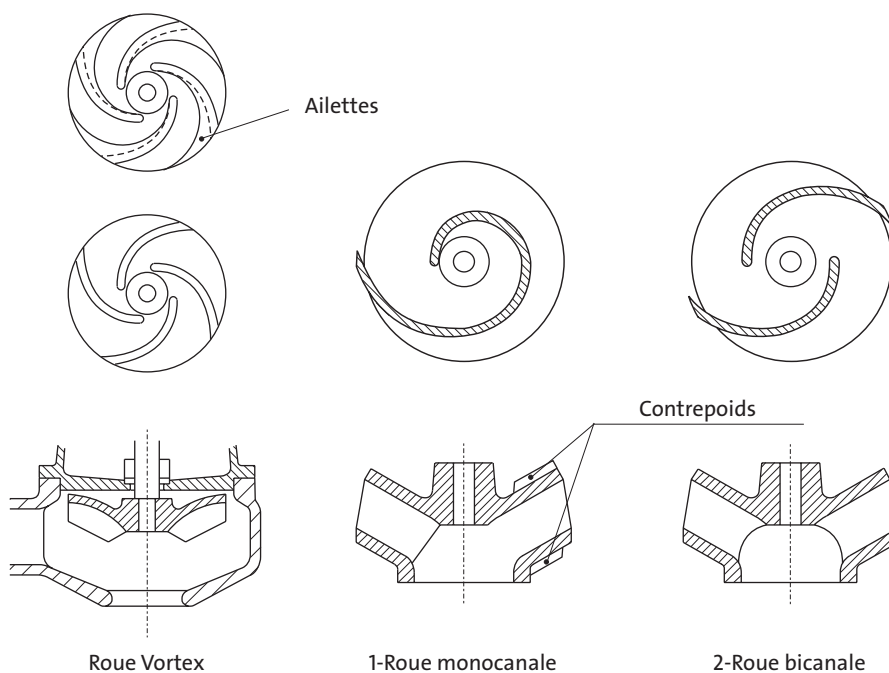 Ailettes
Contrepoids
Roue Vortex
1-Roue monocanale
2-Roue bicanale